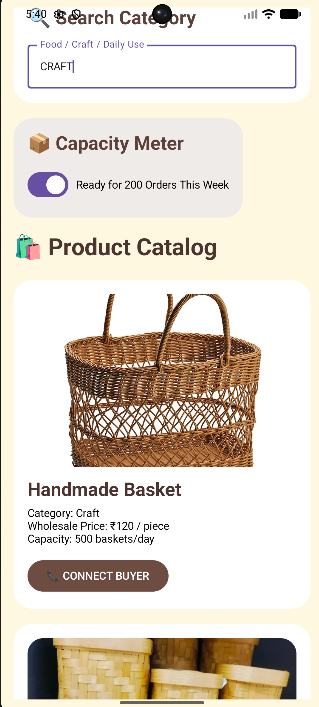 5:40
🔍 Search Category
Food / Craft / Daily Use
CRAFT
📦 Capacity Meter
Ready for 200 Orders This Week
🛍️ Product Catalog
Handmade Basket
Category: Craft
Wholesale Price: ₹120 / piece
Capacity: 500 baskets/day
📞 CONNECT BUYER